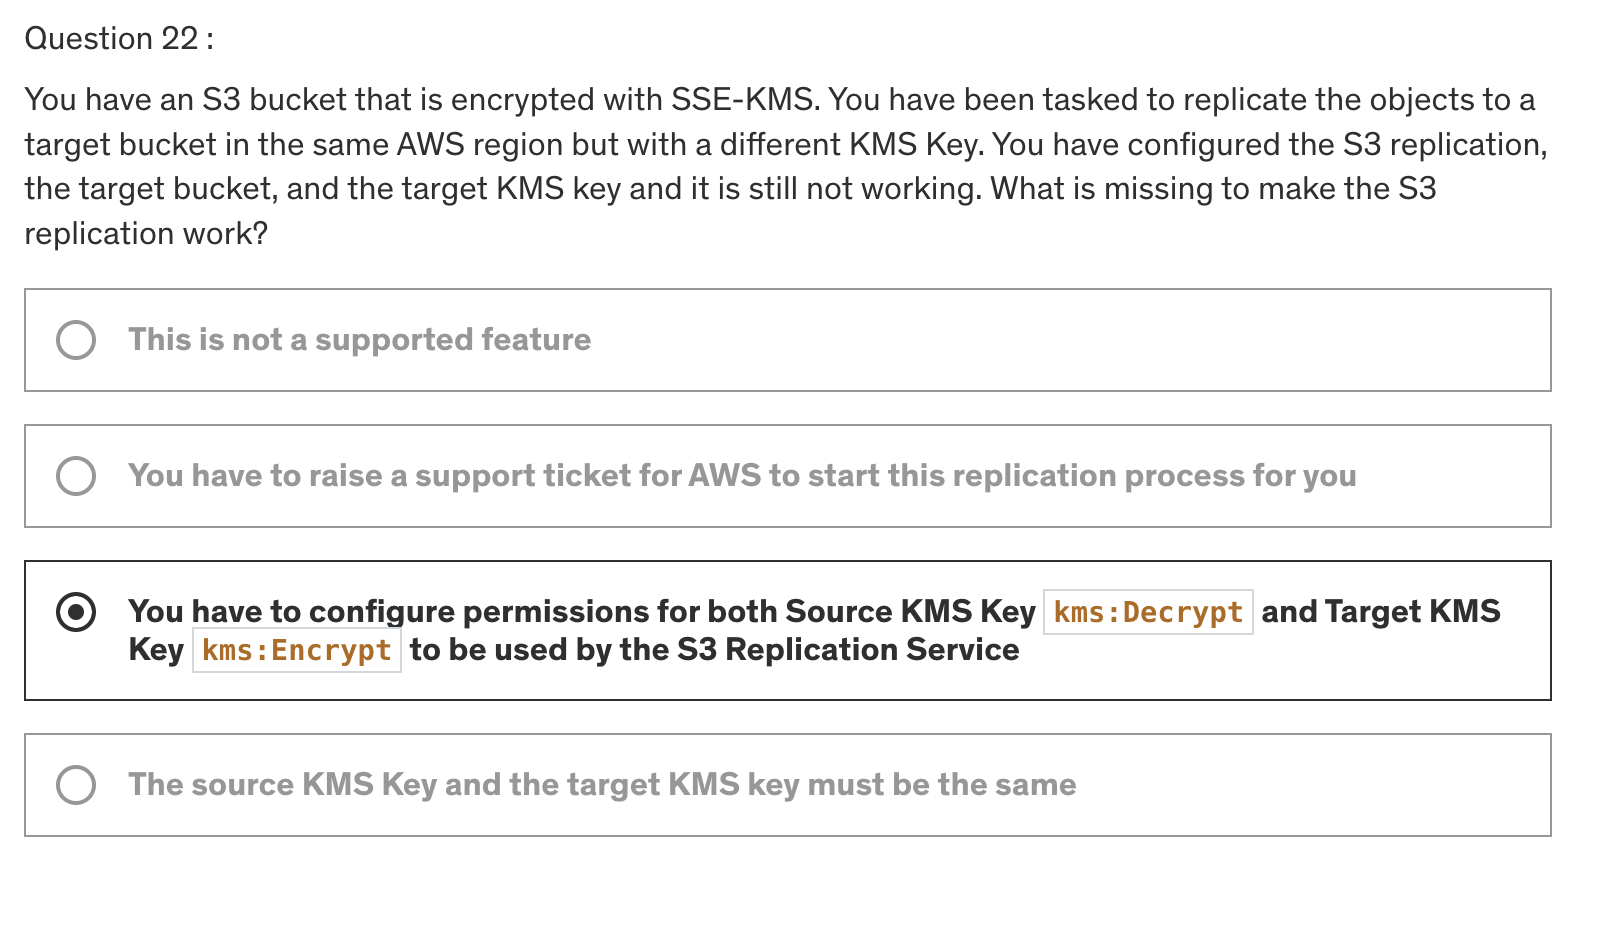 Question 22 :
You have an S3 bucket that is encrypted with SSE-KMS. You have been tasked to replicate the objects to a
target bucket in the same AWS region but with a different KMS Key. You have configured the S3 replication,
the target bucket, and the target KMS key and it is still not working. What is missing to make the S3
replication work?
This is not a supported feature
You have to raise a support ticket for AWS to start this replication process for you
You have to configure permissions for both Source KMS Key kms:Decrypt and Target KMS
Key kms:Encrypt to be used by the S3 Replication Service
The source KMS Key and the target KMS key must be the same